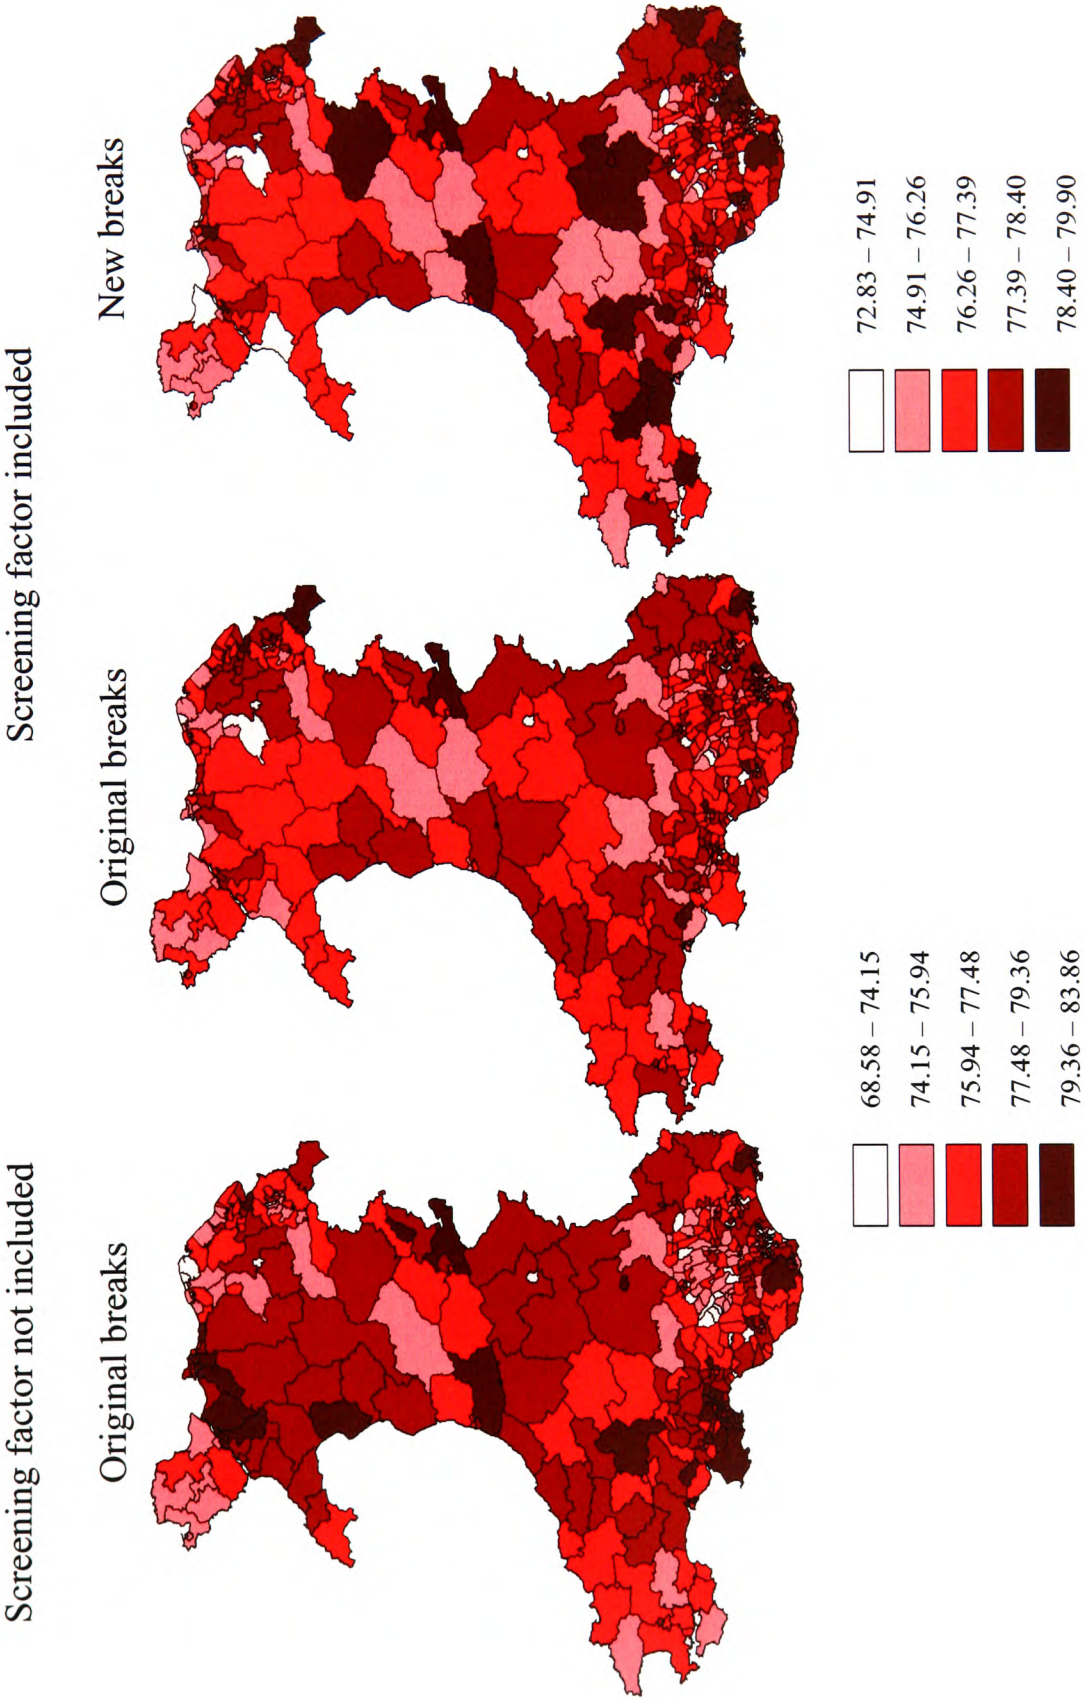 Screening factor not included
Screening factor included
Original breaks
Original breaks
New breaks
68.58 – 74.15
74.15 – 75.94
75.94 – 77.48
77.48 – 79.36
79.36 – 83.86
72.83 – 74.91
74.91 – 76.26
76.26 – 77.39
77.39 – 78.40
78.40 – 79.90